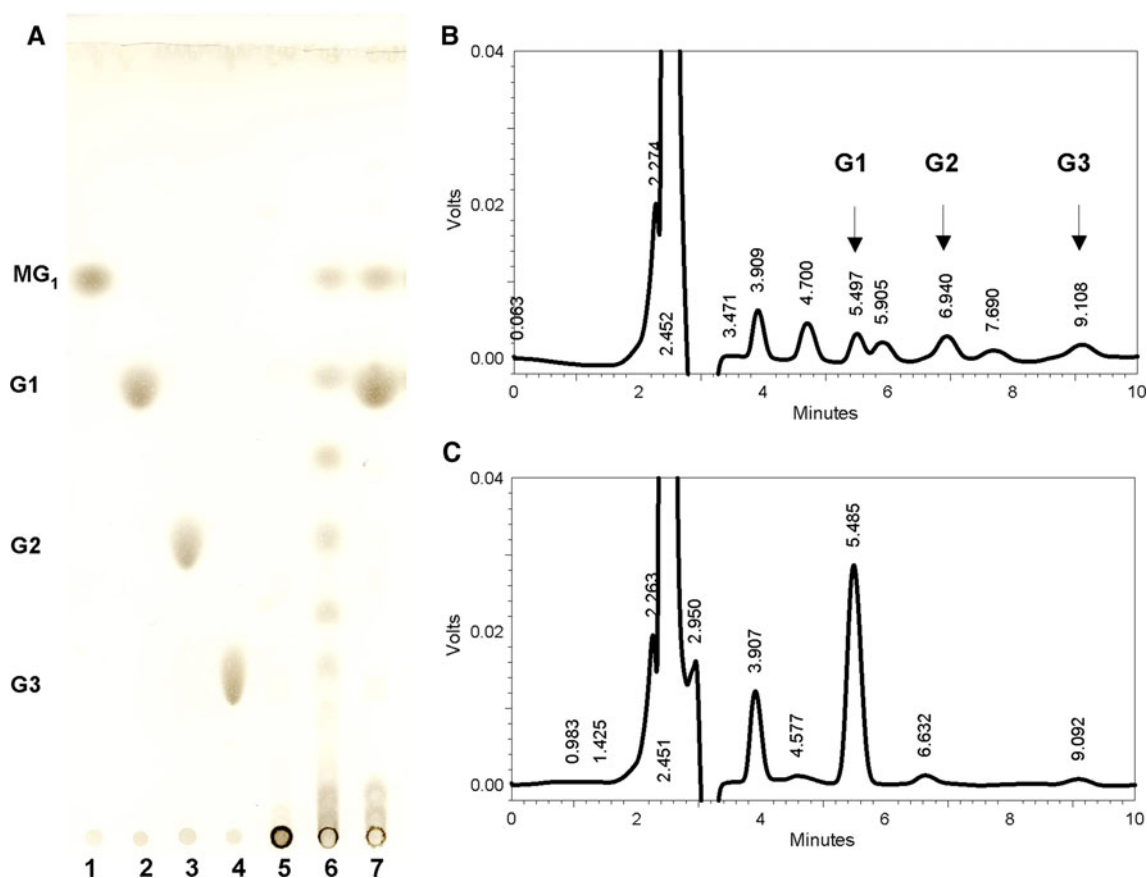 A
MG₁
G1
G2
G3
1 2 3 4 5 6 7
B
0.04
0.02
0.00
Volts
0.063
2.274
2.452
3.471
3.909
4.700
5.497
5.905
6.940
7.690
9.108
G1 G2 G3
0 2 4 6 8 10
Minutes
C
0.04
0.02
0.00
Volts
0.983
1.425
2.263
2.451
2.950
3.907
4.577
5.485
6.632
9.092
0 2 4 6 8 10
Minutes